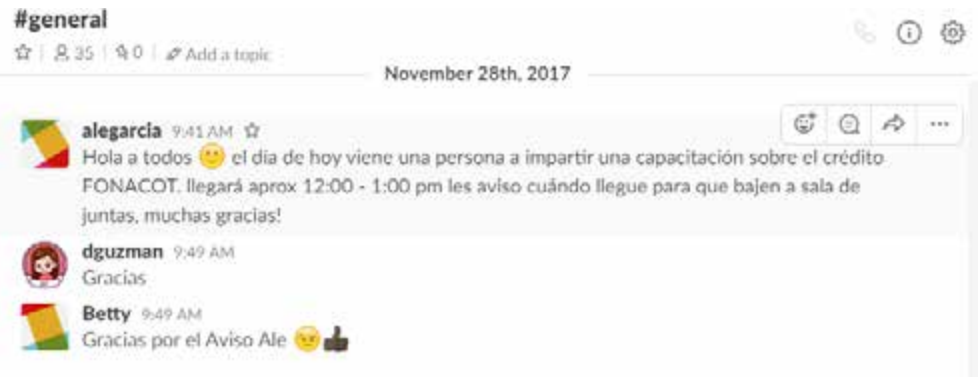 #general
35 | 0 | Add a topic
November 28th, 2017
alegarcia 9:41 AM
Hola a todos el día de hoy viene una persona a impartir una capacitación sobre el crédito
FONACOT. llegará aprox 12:00 - 1:00 pm les aviso cuándo llegue para que bajen a sala de
juntas, muchas gracias!
dguzman 9:49 AM
Gracias
Betty 9:49 AM
Gracias por el Aviso Ale